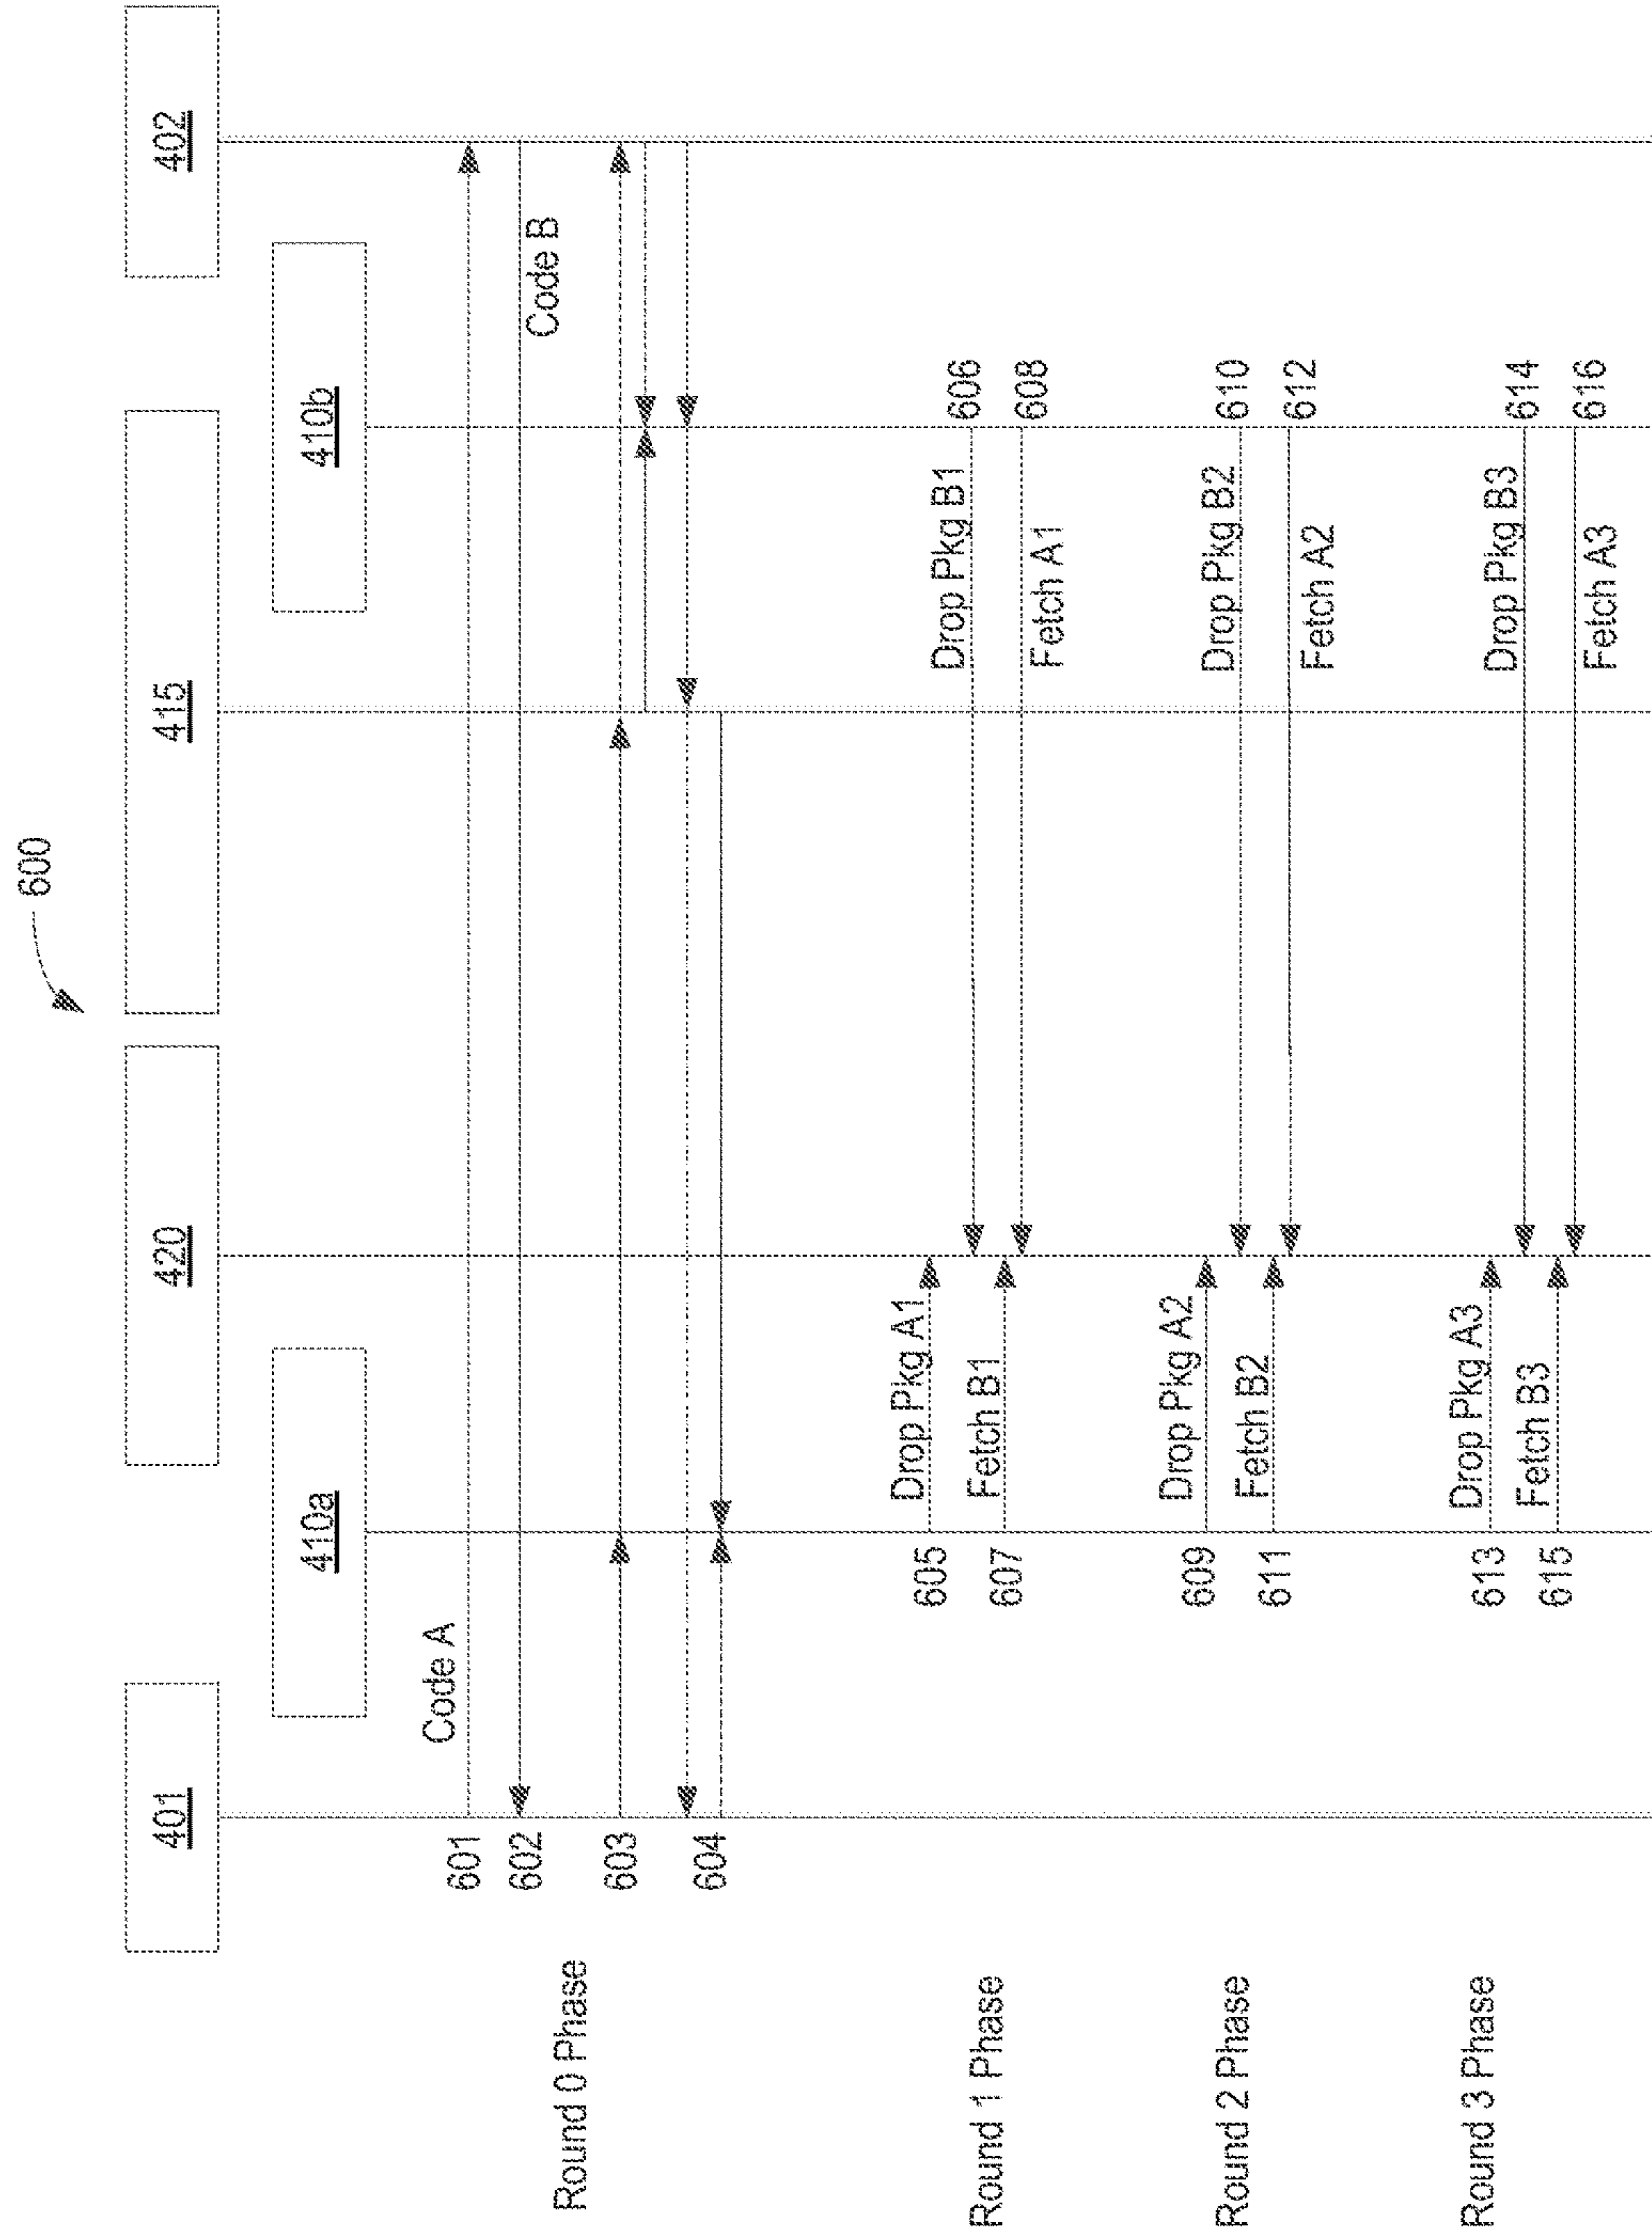 600
401
410a
420
415
410b
402
Round 0 Phase
601
Code A
602
Code B
603
604
Round 1 Phase
605
Drop Pkg A1
Drop Pkg B1
606
607
Fetch B1
Fetch A1
608
Round 2 Phase
609
Drop Pkg A2
Drop Pkg B2
610
611
Fetch B2
Fetch A2
612
Round 3 Phase
613
Drop Pkg A3
Drop Pkg B3
614
615
Fetch B3
Fetch A3
616